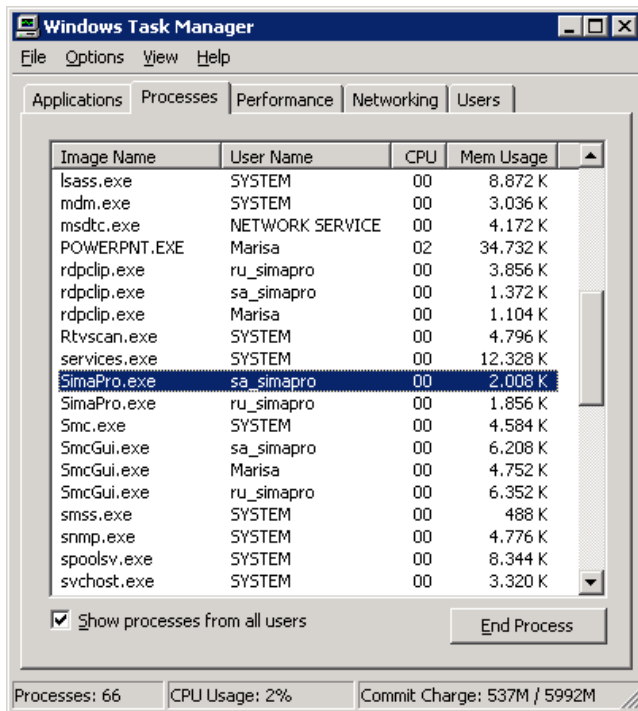 Windows Task Manager
File Options View Help
Applications Processes Performance Networking Users
Image Name User Name CPU Mem Usage
lsass.exe SYSTEM 00 8.872 K
mdm.exe SYSTEM 00 3.036 K
msdtc.exe NETWORK SERVICE 00 4.172 K
POWERPNT.EXE Marisa 02 34.732 K
rdpclip.exe ru_simapro 00 3.856 K
rdpclip.exe sa_simapro 00 1.372 K
rdpclip.exe Marisa 00 1.104 K
Rtvscan.exe SYSTEM 00 4.796 K
services.exe SYSTEM 00 12.328 K
SimaPro.exe sa_simapro 00 2.008 K
SimaPro.exe ru_simapro 00 1.856 K
Smc.exe SYSTEM 00 4.584 K
SmcGui.exe sa_simapro 00 6.208 K
SmcGui.exe Marisa 00 4.752 K
SmcGui.exe ru_simapro 00 6.352 K
smss.exe SYSTEM 00 488 K
snmp.exe SYSTEM 00 4.776 K
spoolsv.exe SYSTEM 00 8.344 K
svchost.exe SYSTEM 00 3.320 K
Show processes from all users End Process
Processes: 66 CPU Usage: 2% Commit Charge: 537M / 5992M